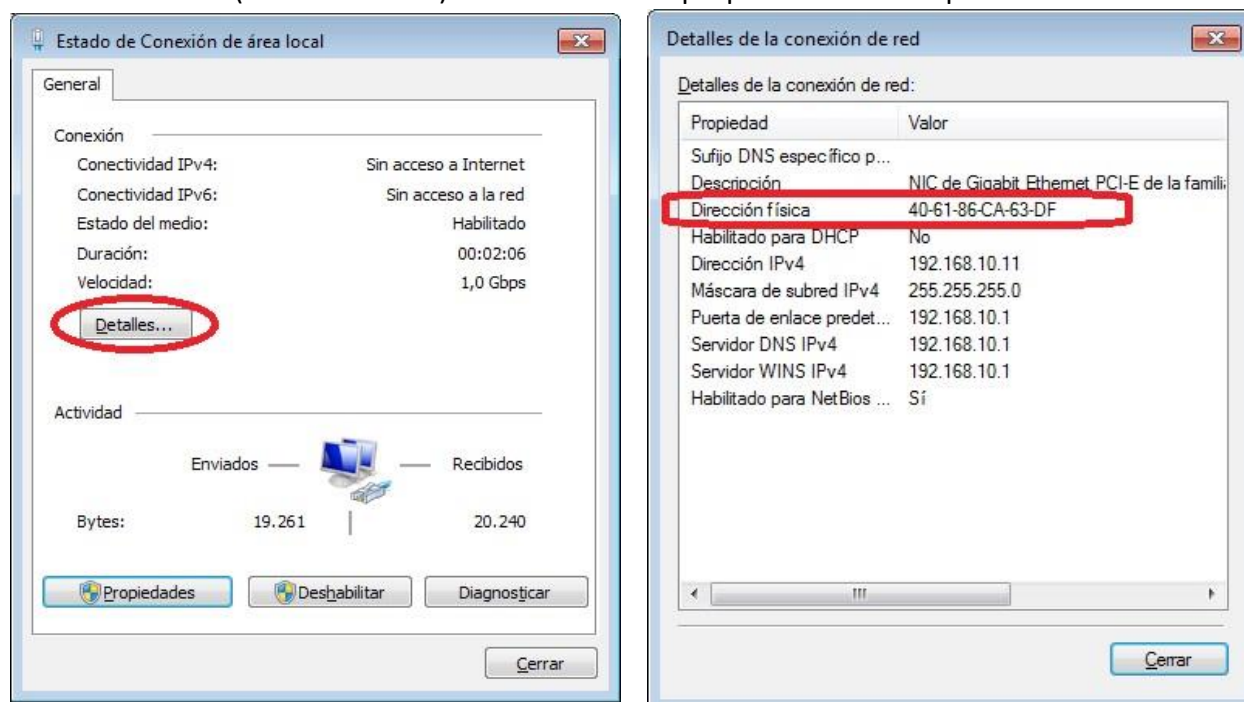 Estado de Conexión de área local
General
Conexión
Conectividad IPv4: Sin acceso a Internet
Conectividad IPv6: Sin acceso a la red
Estado del medio: Habilitado
Duración: 00:02:06
Velocidad: 1,0 Gbps
Detalles...
Actividad
Enviados Recibidos
Bytes: 19.261 20.240
Propiedades Deshabilitar Diagnosticar
Cerrar
Detalles de la conexión de red
Detalles de la conexión de red:
Propiedad Valor
Sufijo DNS específico p...
Descripción NIC de Gigabit Ethernet PCI-E de la famili
Dirección física 40-61-86-CA-63-DF
Habilitado para DHCP No
Dirección IPv4 192.168.10.11
Máscara de subred IPv4 255.255.255.0
Puerta de enlace predet... 192.168.10.1
Servidor DNS IPv4 192.168.10.1
Servidor WINS IPv4 192.168.10.1
Habilitado para NetBios ... Sí
Cerrar